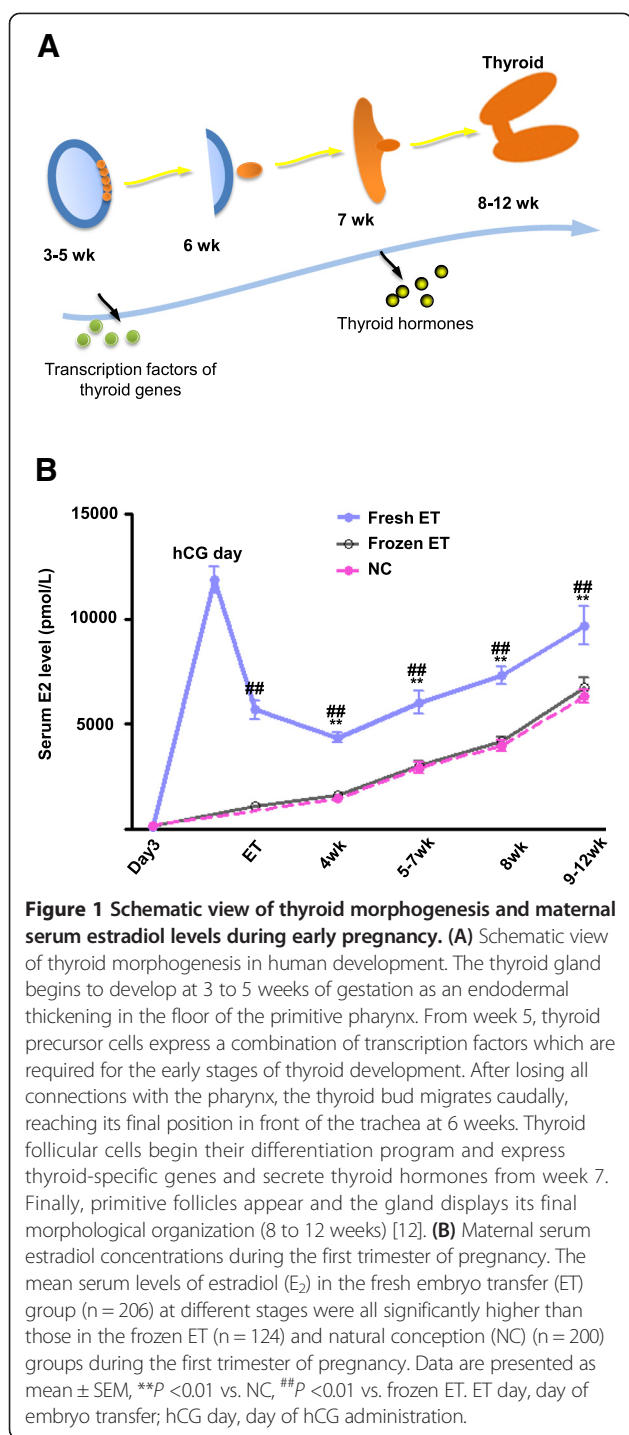 A
Thyroid
3-5 wk
6 wk
7 wk
8-12 wk
Transcription factors of
thyroid genes
Thyroid hormones
B
Serum E2 level (pmol/L)
15000
10000
5000
hCG day
Fresh ET
Frozen ET
NC
##
##
**
##
**
##
**
##
**
Day3
ET
4wk
5-7wk
8wk
9-12wk
Figure 1 Schematic view of thyroid morphogenesis and maternal
serum estradiol levels during early pregnancy. (A) Schematic view
of thyroid morphogenesis in human development. The thyroid gland
begins to develop at 3 to 5 weeks of gestation as an endodermal
thickening in the floor of the primitive pharynx. From week 5, thyroid
precursor cells express a combination of transcription factors which are
required for the early stages of thyroid development. After losing all
connections with the pharynx, the thyroid bud migrates caudally,
reaching its final position in front of the trachea at 6 weeks. Thyroid
follicular cells begin their differentiation program and express
thyroid-specific genes and secrete thyroid hormones from week 7.
Finally, primitive follicles appear and the gland displays its final
morphological organization (8 to 12 weeks) [12]. (B) Maternal serum
estradiol concentrations during the first trimester of pregnancy. The
mean serum levels of estradiol (E₂) in the fresh embryo transfer (ET)
group (n = 206) at different stages were all significantly higher than
those in the frozen ET (n = 124) and natural conception (NC) (n = 200)
groups during the first trimester of pregnancy. Data are presented as
mean ± SEM, **P <0.01 vs. NC, ##P <0.01 vs. frozen ET. ET day, day of
embryo transfer; hCG day, day of hCG administration.